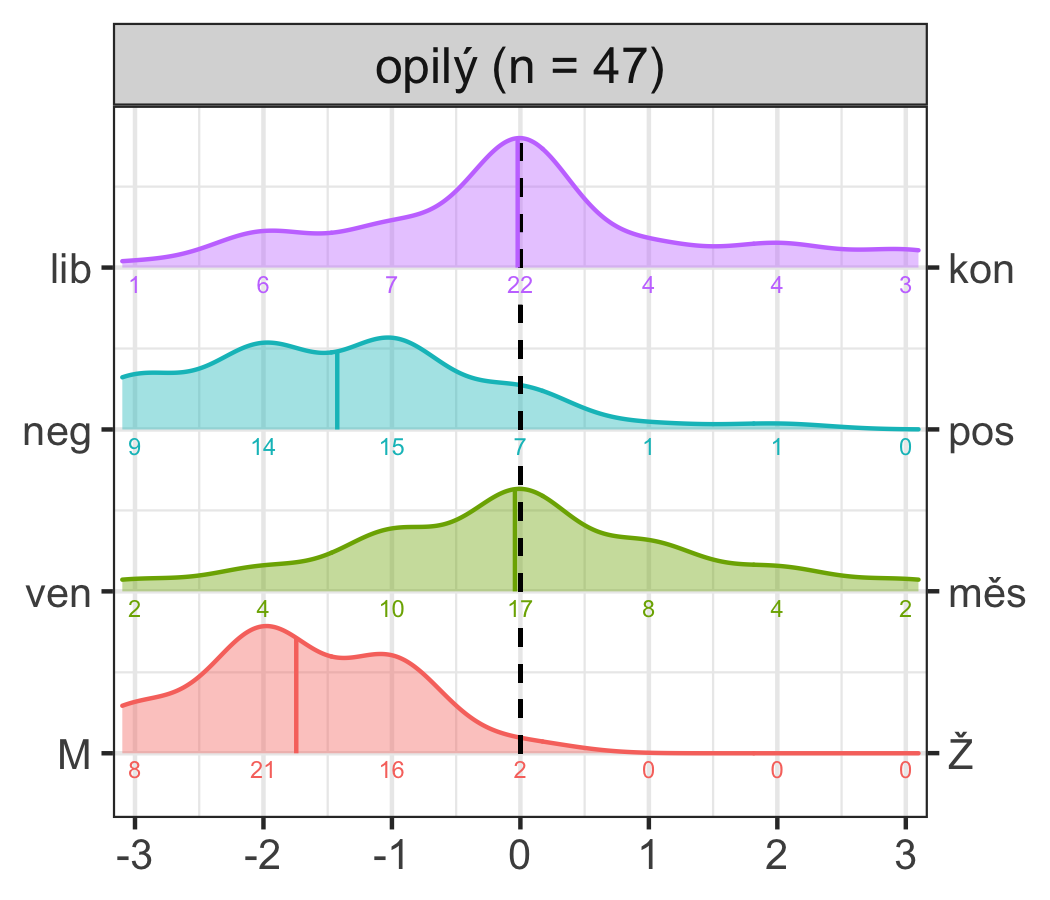 opilý (n = 47)
lib kon
1 6 7 22 4 4 3
neg pos
9 14 15 7 1 1 0
ven měs
2 4 10 17 8 4 2
M Ž
8 21 16 2 0 0 0
-3 -2 -1 0 1 2 3